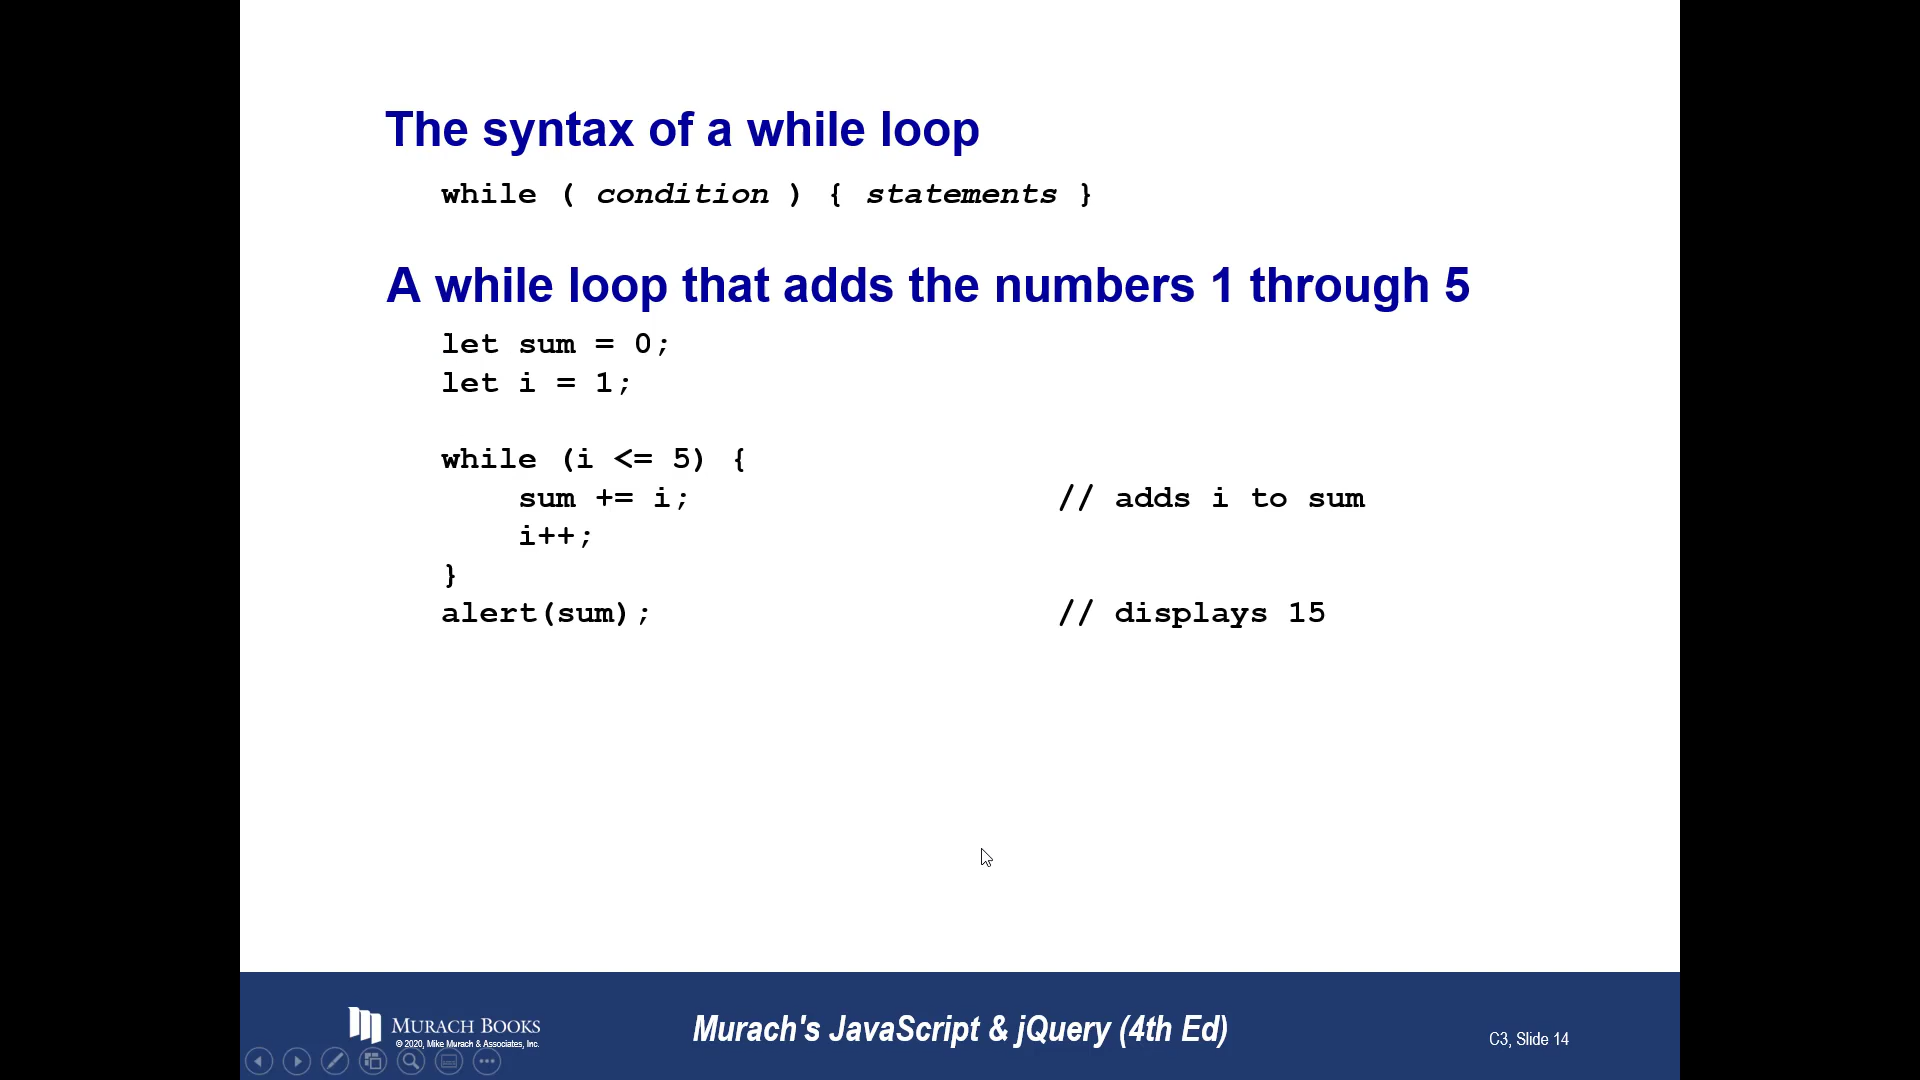 The syntax of a while loop
while ( condition ) { statements }
A while loop that adds the numbers 1 through 5
let sum = 0;
let i = 1;
while (i <= 5) {
    sum += i;                   // adds i to sum
    i++;
}
alert(sum);                     // displays 15
MURACH BOOKS
© 2020, Mike Murach & Associates, Inc.
Murach's JavaScript & jQuery (4th Ed)
C3, Slide 14